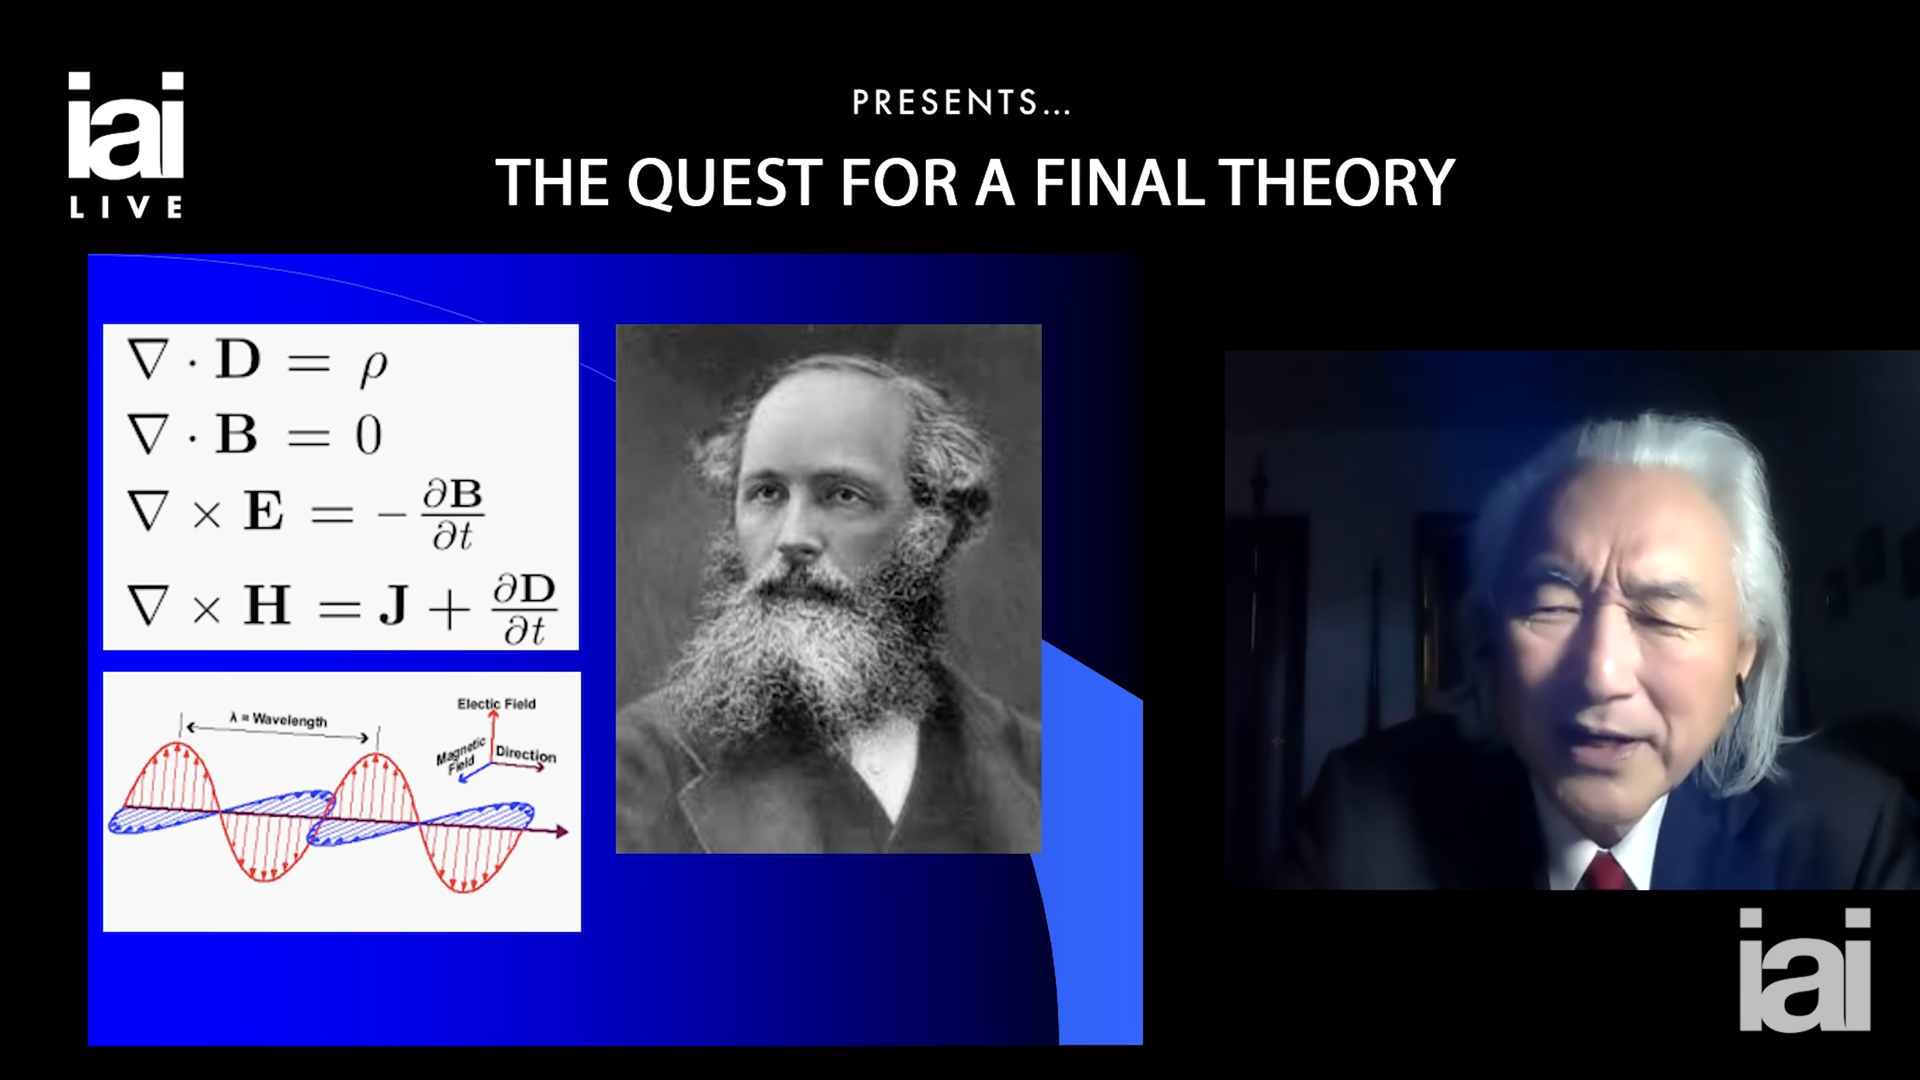 iai
LIVE
PRESENTS...
THE QUEST FOR A FINAL THEORY
∇ · D = ρ
∇ · B = 0
∇ × E = − ∂B/∂t
∇ × H = J + ∂D/∂t
λ = Wavelength
Electic Field
Magnetic
Field
Direction
iai